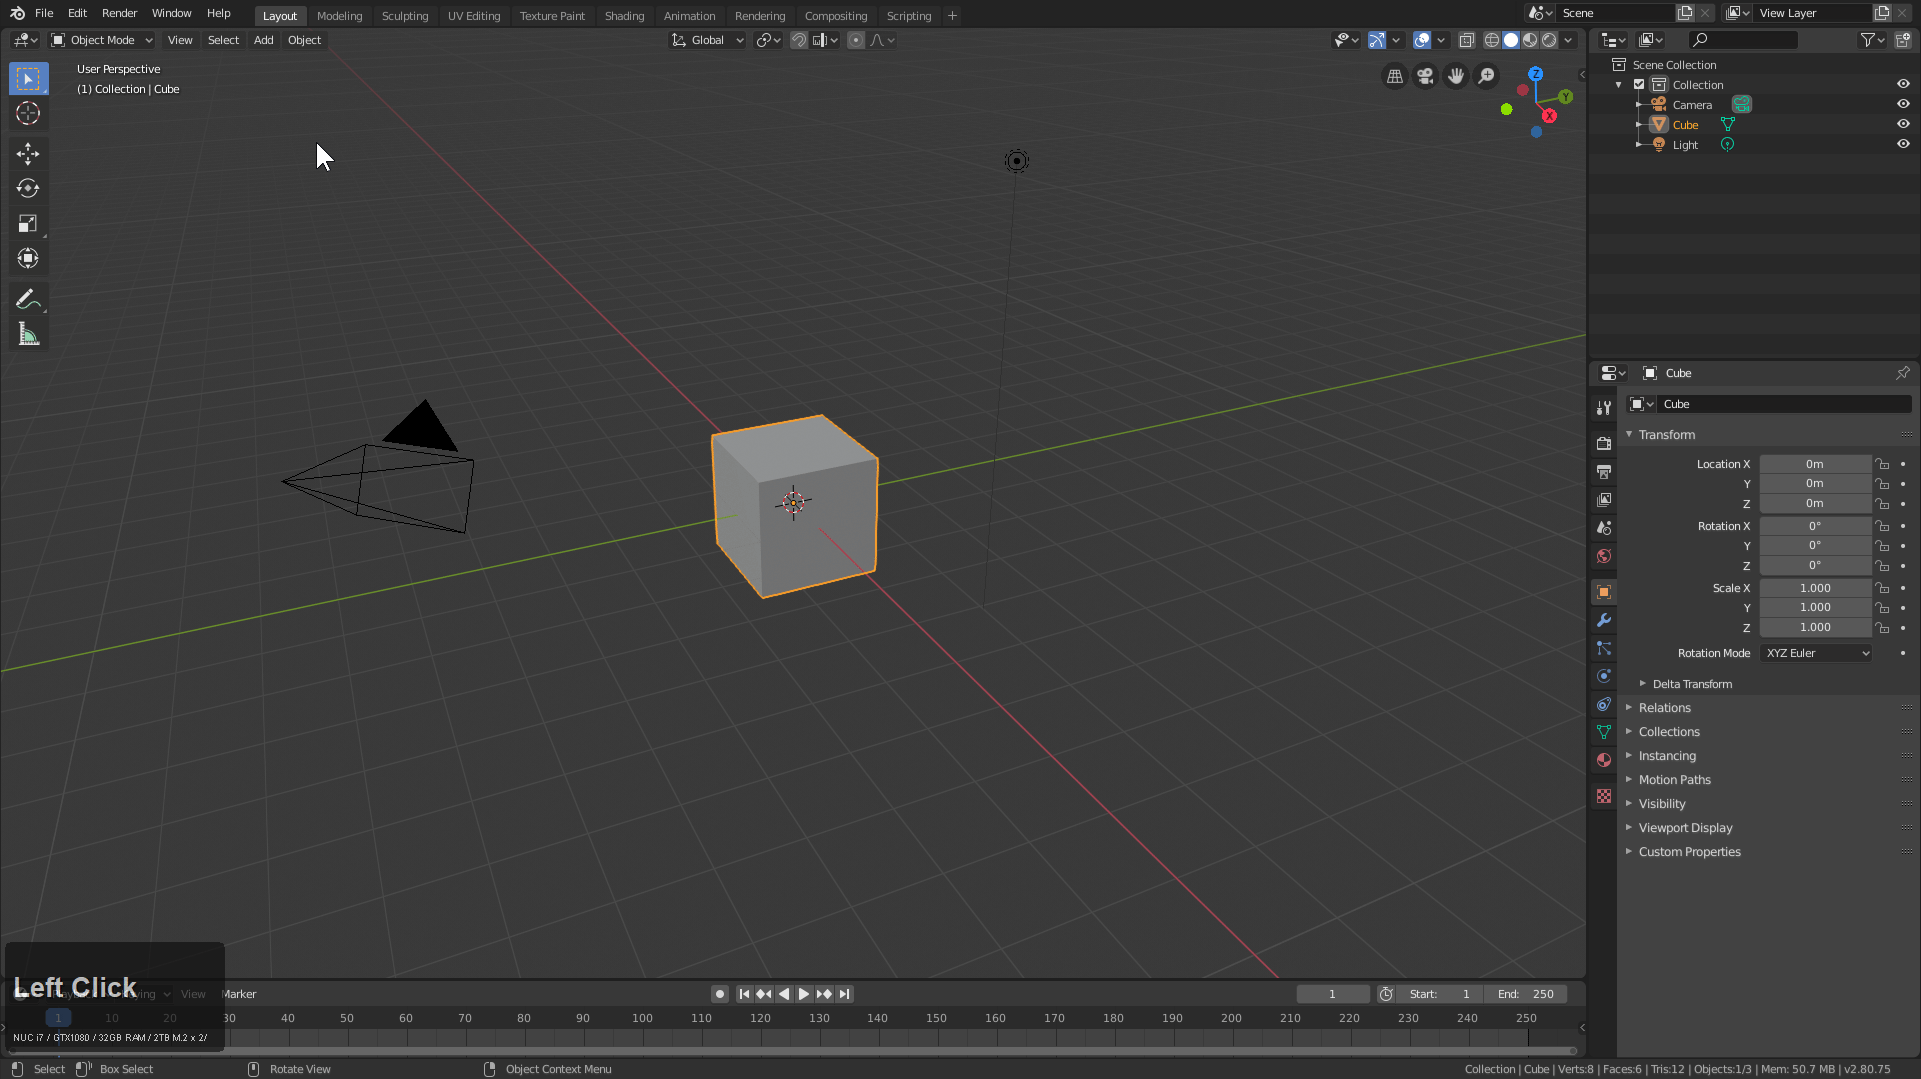 File Edit Render Window Help Layout Modeling Sculpting UV Editing Texture Paint Shading Animation Rendering Compositing Scripting + Scene View Layer
Object Mode View Select Add Object Global
User Perspective
(1) Collection | Cube
Z
Y
X
Scene Collection
Collection
Camera
Cube
Light
Cube
Cube
Transform
Location X 0m
Y 0m
Z 0m
Rotation X 0°
Y 0°
Z 0°
Scale X 1.000
Y 1.000
Z 1.000
Rotation Mode XYZ Euler
Delta Transform
Relations
Collections
Instancing
Motion Paths
Visibility
Viewport Display
Custom Properties
Left Click
View Marker 1 Start: 1 End: 250
1 10 20 30 40 50 60 70 80 90 100 110 120 130 140 150 160 170 180 190 200 210 220 230 240 250
NUC i7 / GTX1080 / 32GB RAM / 2TB M.2 x 2/
Select Box Select Rotate View Object Context Menu Collection | Cube | Verts:8 | Faces:6 | Tris:12 | Objects:1/3 | Mem: 50.7 MB | v2.80.75